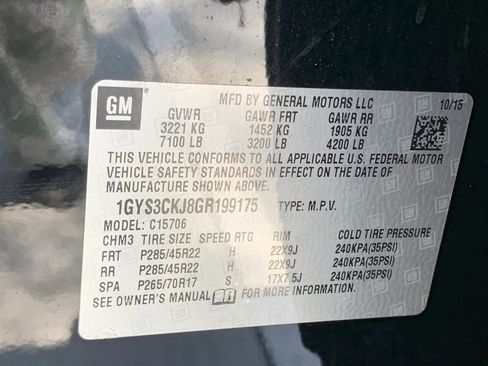 GM
MFD BY GENERAL MOTORS LLC 10/15
GVWR GAWR FRT GAWR RR
3221 KG 1452 KG 1905 KG
7100 LB 3200 LB 4200 LB
THIS VEHICLE CONFORMS TO ALL APPLICABLE U.S. FEDERAL MOTOR
VEHICLE SAFETY STANDARDS IN EFFECT ON THE DATE OF
MANUFACTURE SHOWN ABOVE.
1GYS3CKJ8GR199175 TYPE: M.P.V.
MODEL: C15706
CHM3 TIRE SIZE SPEED RTG RIM COLD TIRE PRESSURE
FRT P285/45R22 H 22X9J 240KPA(35PSI)
RR P285/45R22 H 22X9J 240KPA(35PSI)
SPA P265/70R17 S 17X7.5J 240KPA(35PSI)
SEE OWNER'S MANUAL FOR MORE INFORMATION.